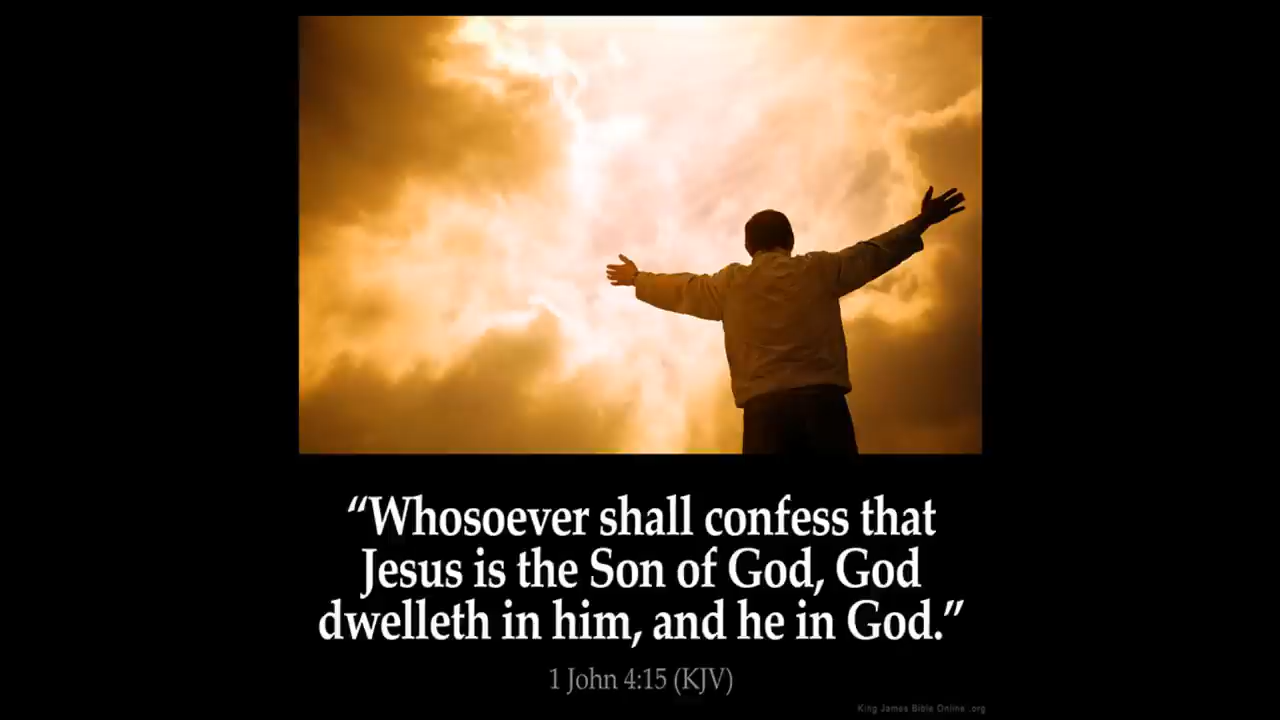 “Whosoever shall confess that
Jesus is the Son of God, God
dwelleth in him, and he in God.”
1 John 4:15 (KJV)
King James Bible Online .org